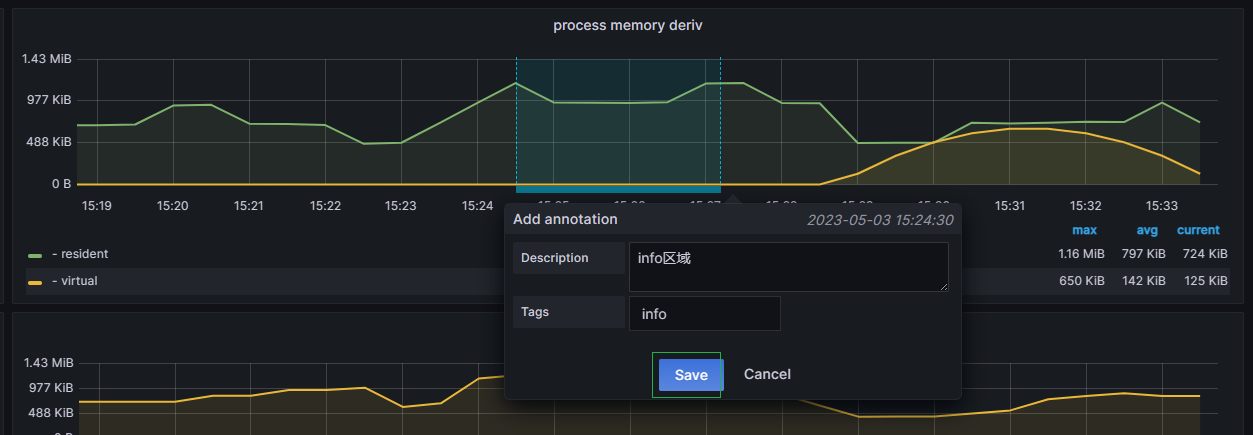 process memory deriv
1.43 MiB
977 KiB
488 KiB
0 B
15:19 15:20 15:21 15:22 15:23 15:24 15:31 15:32 15:33
Add annotation 2023-05-03 15:24:30
max avg current
- resident 1.16 MiB 797 KiB 724 KiB
- virtual 650 KiB 142 KiB 125 KiB
Description info区域
Tags info
Save Cancel
1.43 MiB
977 KiB
488 KiB